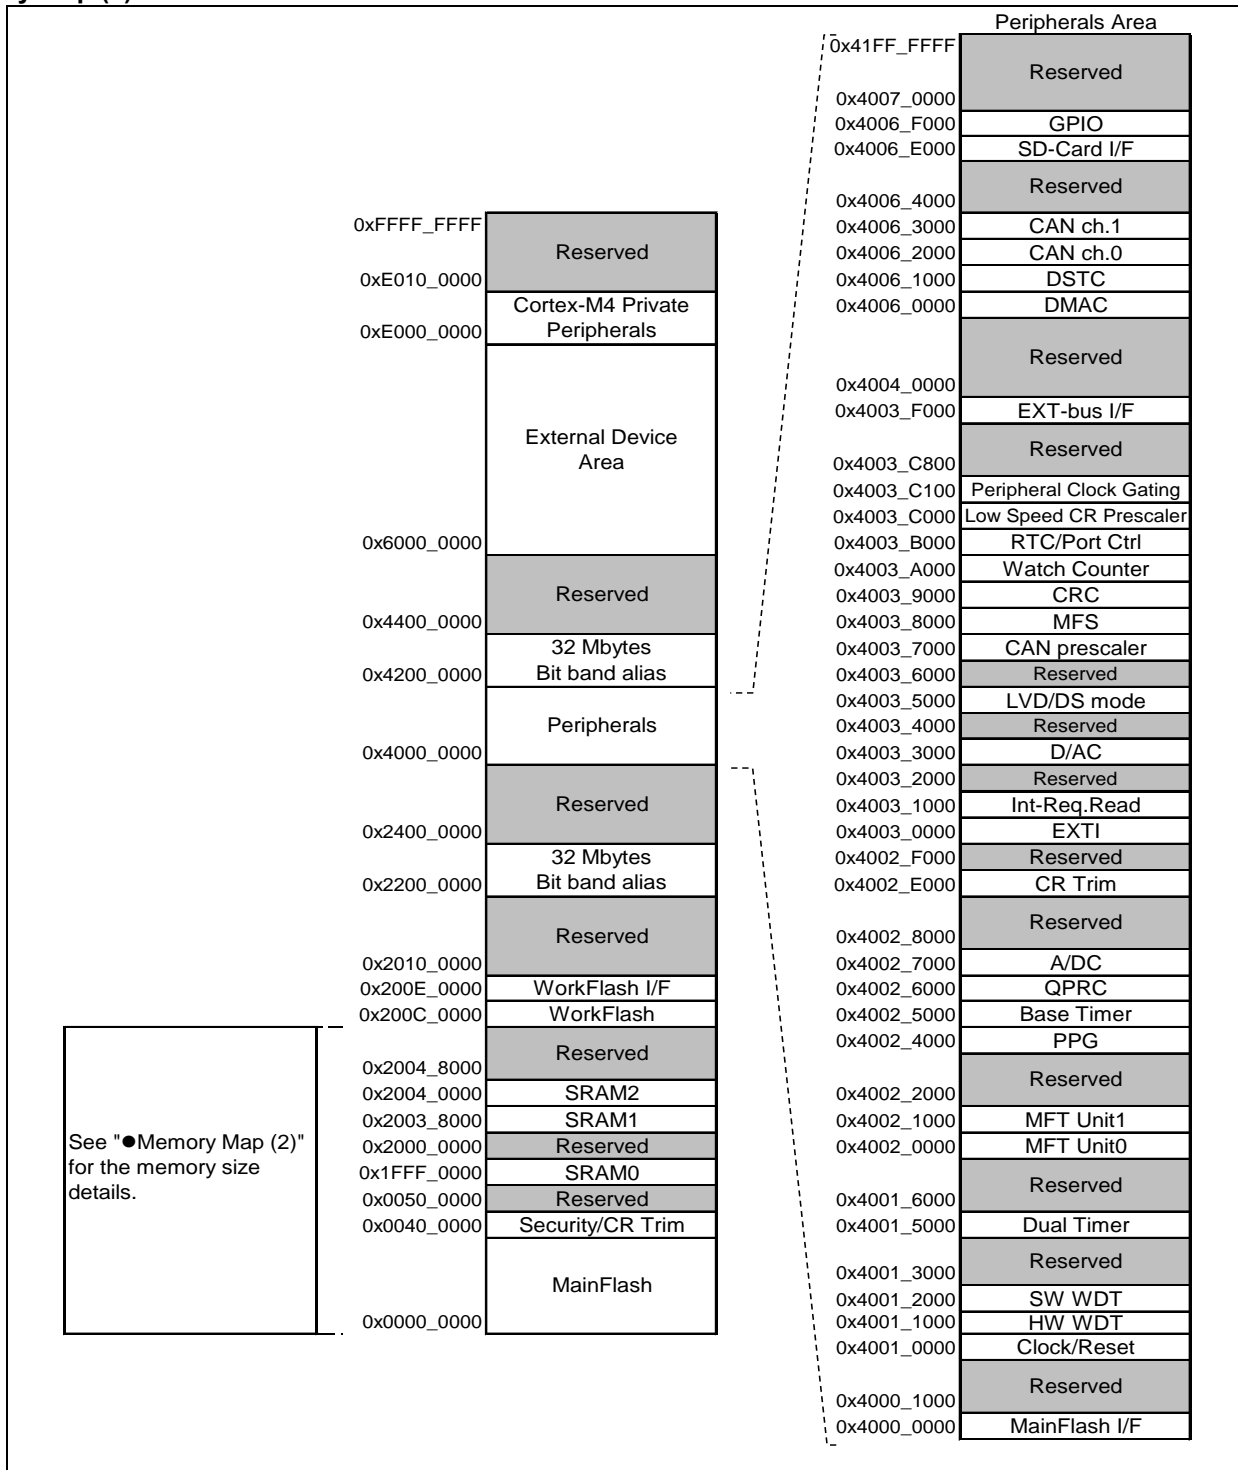 Peripherals Area
0x41FF_FFFF
Reserved
0x4007_0000
0x4006_F000 GPIO
0x4006_E000 SD-Card I/F
Reserved
0x4006_4000
0x4006_3000 CAN ch.1
0x4006_2000 CAN ch.0
0x4006_1000 DSTC
0x4006_0000 DMAC
Reserved
0x4004_0000
0x4003_F000 EXT-bus I/F
Reserved
0x4003_C800
0x4003_C100 Peripheral Clock Gating
0x4003_C000 Low Speed CR Prescaler
0x4003_B000 RTC/Port Ctrl
0x4003_A000 Watch Counter
0x4003_9000 CRC
0x4003_8000 MFS
0x4003_7000 CAN prescaler
0x4003_6000 Reserved
0x4003_5000 LVD/DS mode
0x4003_4000 Reserved
0x4003_3000 D/AC
0x4003_2000 Reserved
0x4003_1000 Int-Req.Read
0x4003_0000 EXTI
0x4002_F000 Reserved
0x4002_E000 CR Trim
Reserved
0x4002_8000
0x4002_7000 A/DC
0x4002_6000 QPRC
0x4002_5000 Base Timer
0x4002_4000 PPG
Reserved
0x4002_2000
0x4002_1000 MFT Unit1
0x4002_0000 MFT Unit0
Reserved
0x4001_6000
0x4001_5000 Dual Timer
Reserved
0x4001_3000
0x4001_2000 SW WDT
0x4001_1000 HW WDT
0x4001_0000 Clock/Reset
Reserved
0x4000_1000
0x4000_0000 MainFlash I/F
0xFFFF_FFFF
Reserved
0xE010_0000
Cortex-M4 Private
0xE000_0000 Peripherals
External Device
Area
0x6000_0000
Reserved
0x4400_0000
32 Mbytes
0x4200_0000 Bit band alias
Peripherals
0x4000_0000
Reserved
0x2400_0000
32 Mbytes
0x2200_0000 Bit band alias
Reserved
0x2010_0000
0x200E_0000 WorkFlash I/F
0x200C_0000 WorkFlash
Reserved
0x2004_8000
0x2004_0000 SRAM2
0x2003_8000 SRAM1
0x2000_0000 Reserved
0x1FFF_0000 SRAM0
0x0050_0000 Reserved
0x0040_0000 Security/CR Trim
MainFlash
0x0000_0000
See "●Memory Map (2)"
for the memory size
details.